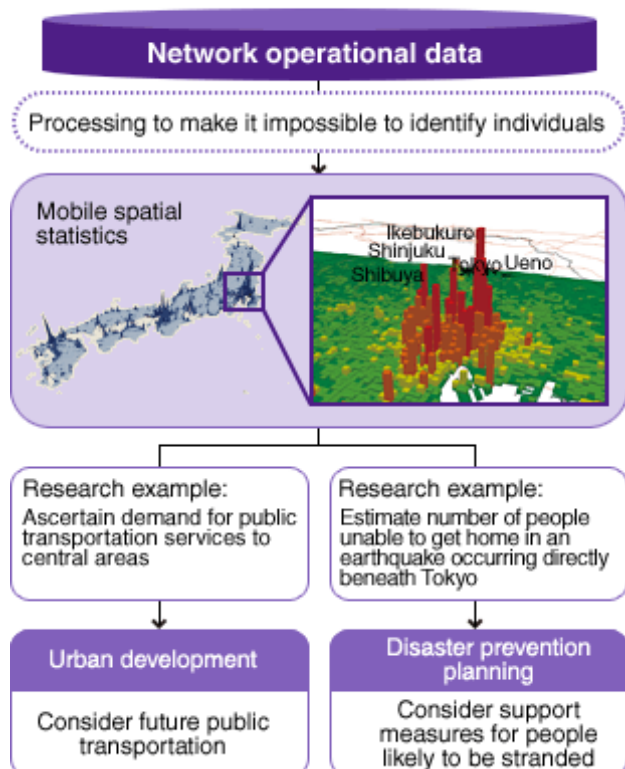 Network operational data
Processing to make it impossible to identify individuals
Mobile spatial
statistics
Ikebukuro
Shinjuku
Tokyo
Ueno
Shibuya
Research example:
Ascertain demand for public
transportation services to
central areas
Research example:
Estimate number of people
unable to get home in an
earthquake occurring directly
beneath Tokyo
Urban development
Consider future public
transportation
Disaster prevention
planning
Consider support
measures for people
likely to be stranded